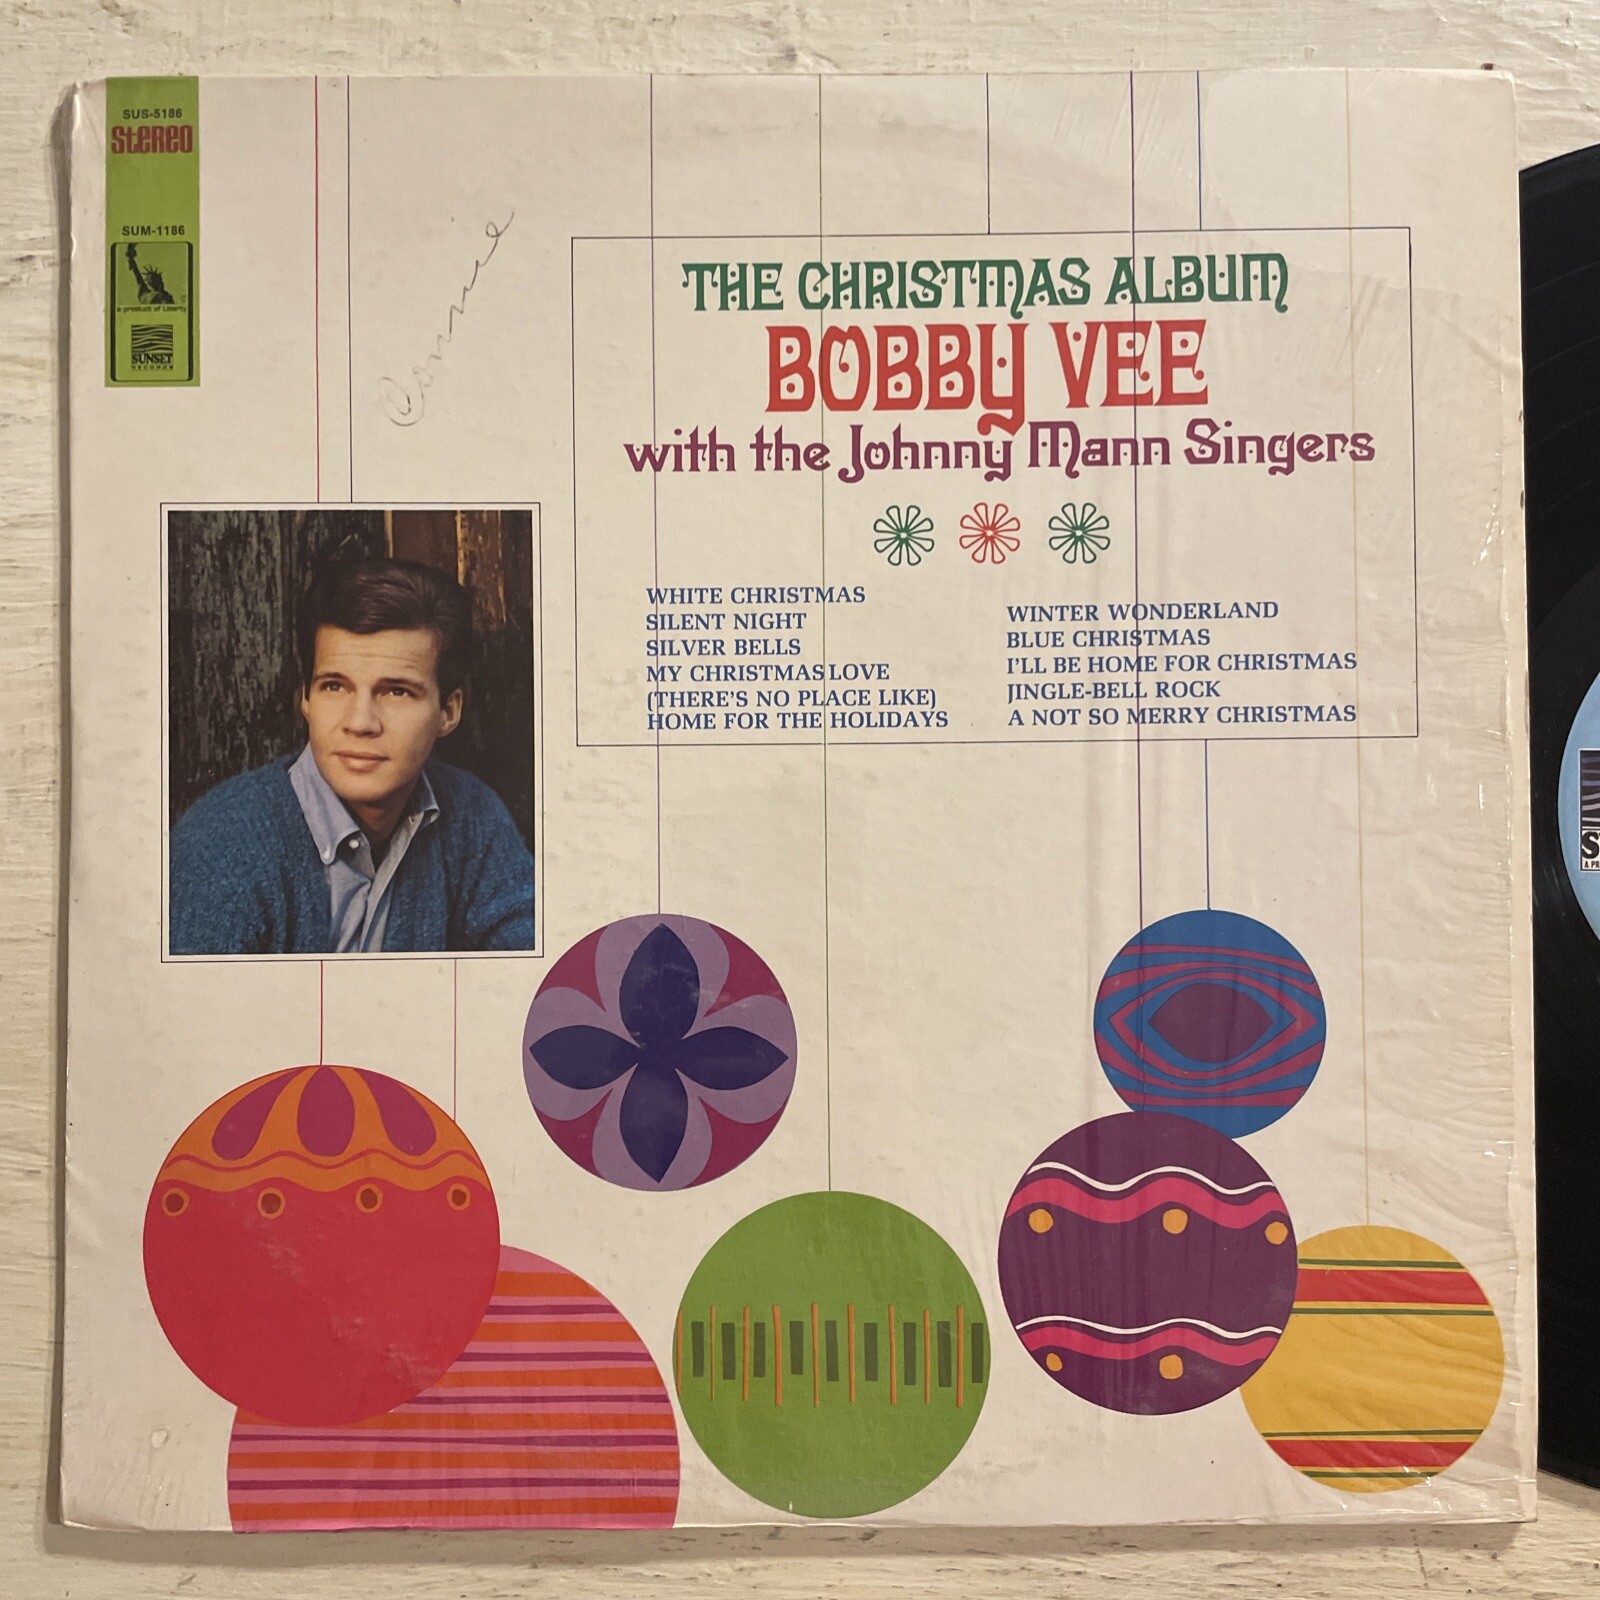 SUS-5186
STEREO
SUM-1186
a product of Liberty
SUNSET
RECORDS
Connie
THE CHRISTMAS ALBUM
BOBBY VEE
with the Johnny Mann Singers
WHITE CHRISTMAS
SILENT NIGHT
SILVER BELLS
MY CHRISTMAS LOVE
(THERE'S NO PLACE LIKE)
HOME FOR THE HOLIDAYS
WINTER WONDERLAND
BLUE CHRISTMAS
I'LL BE HOME FOR CHRISTMAS
JINGLE-BELL ROCK
A NOT SO MERRY CHRISTMAS
S
A PR